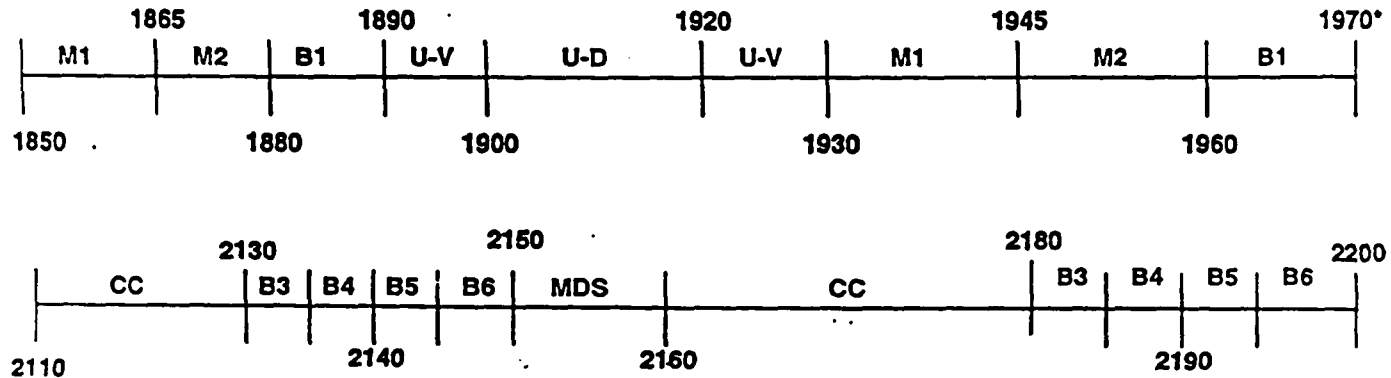 1865 1890 1920 1945 1970*
M1 M2 B1 U-V U-D U-V M1 M2 B1
1850 1880 1900 1930 1960
2130 2150 2180 2200
CC B3 B4 B5 B6 MDS CC B3 B4 B5 B6
2110 2140 2160 2190